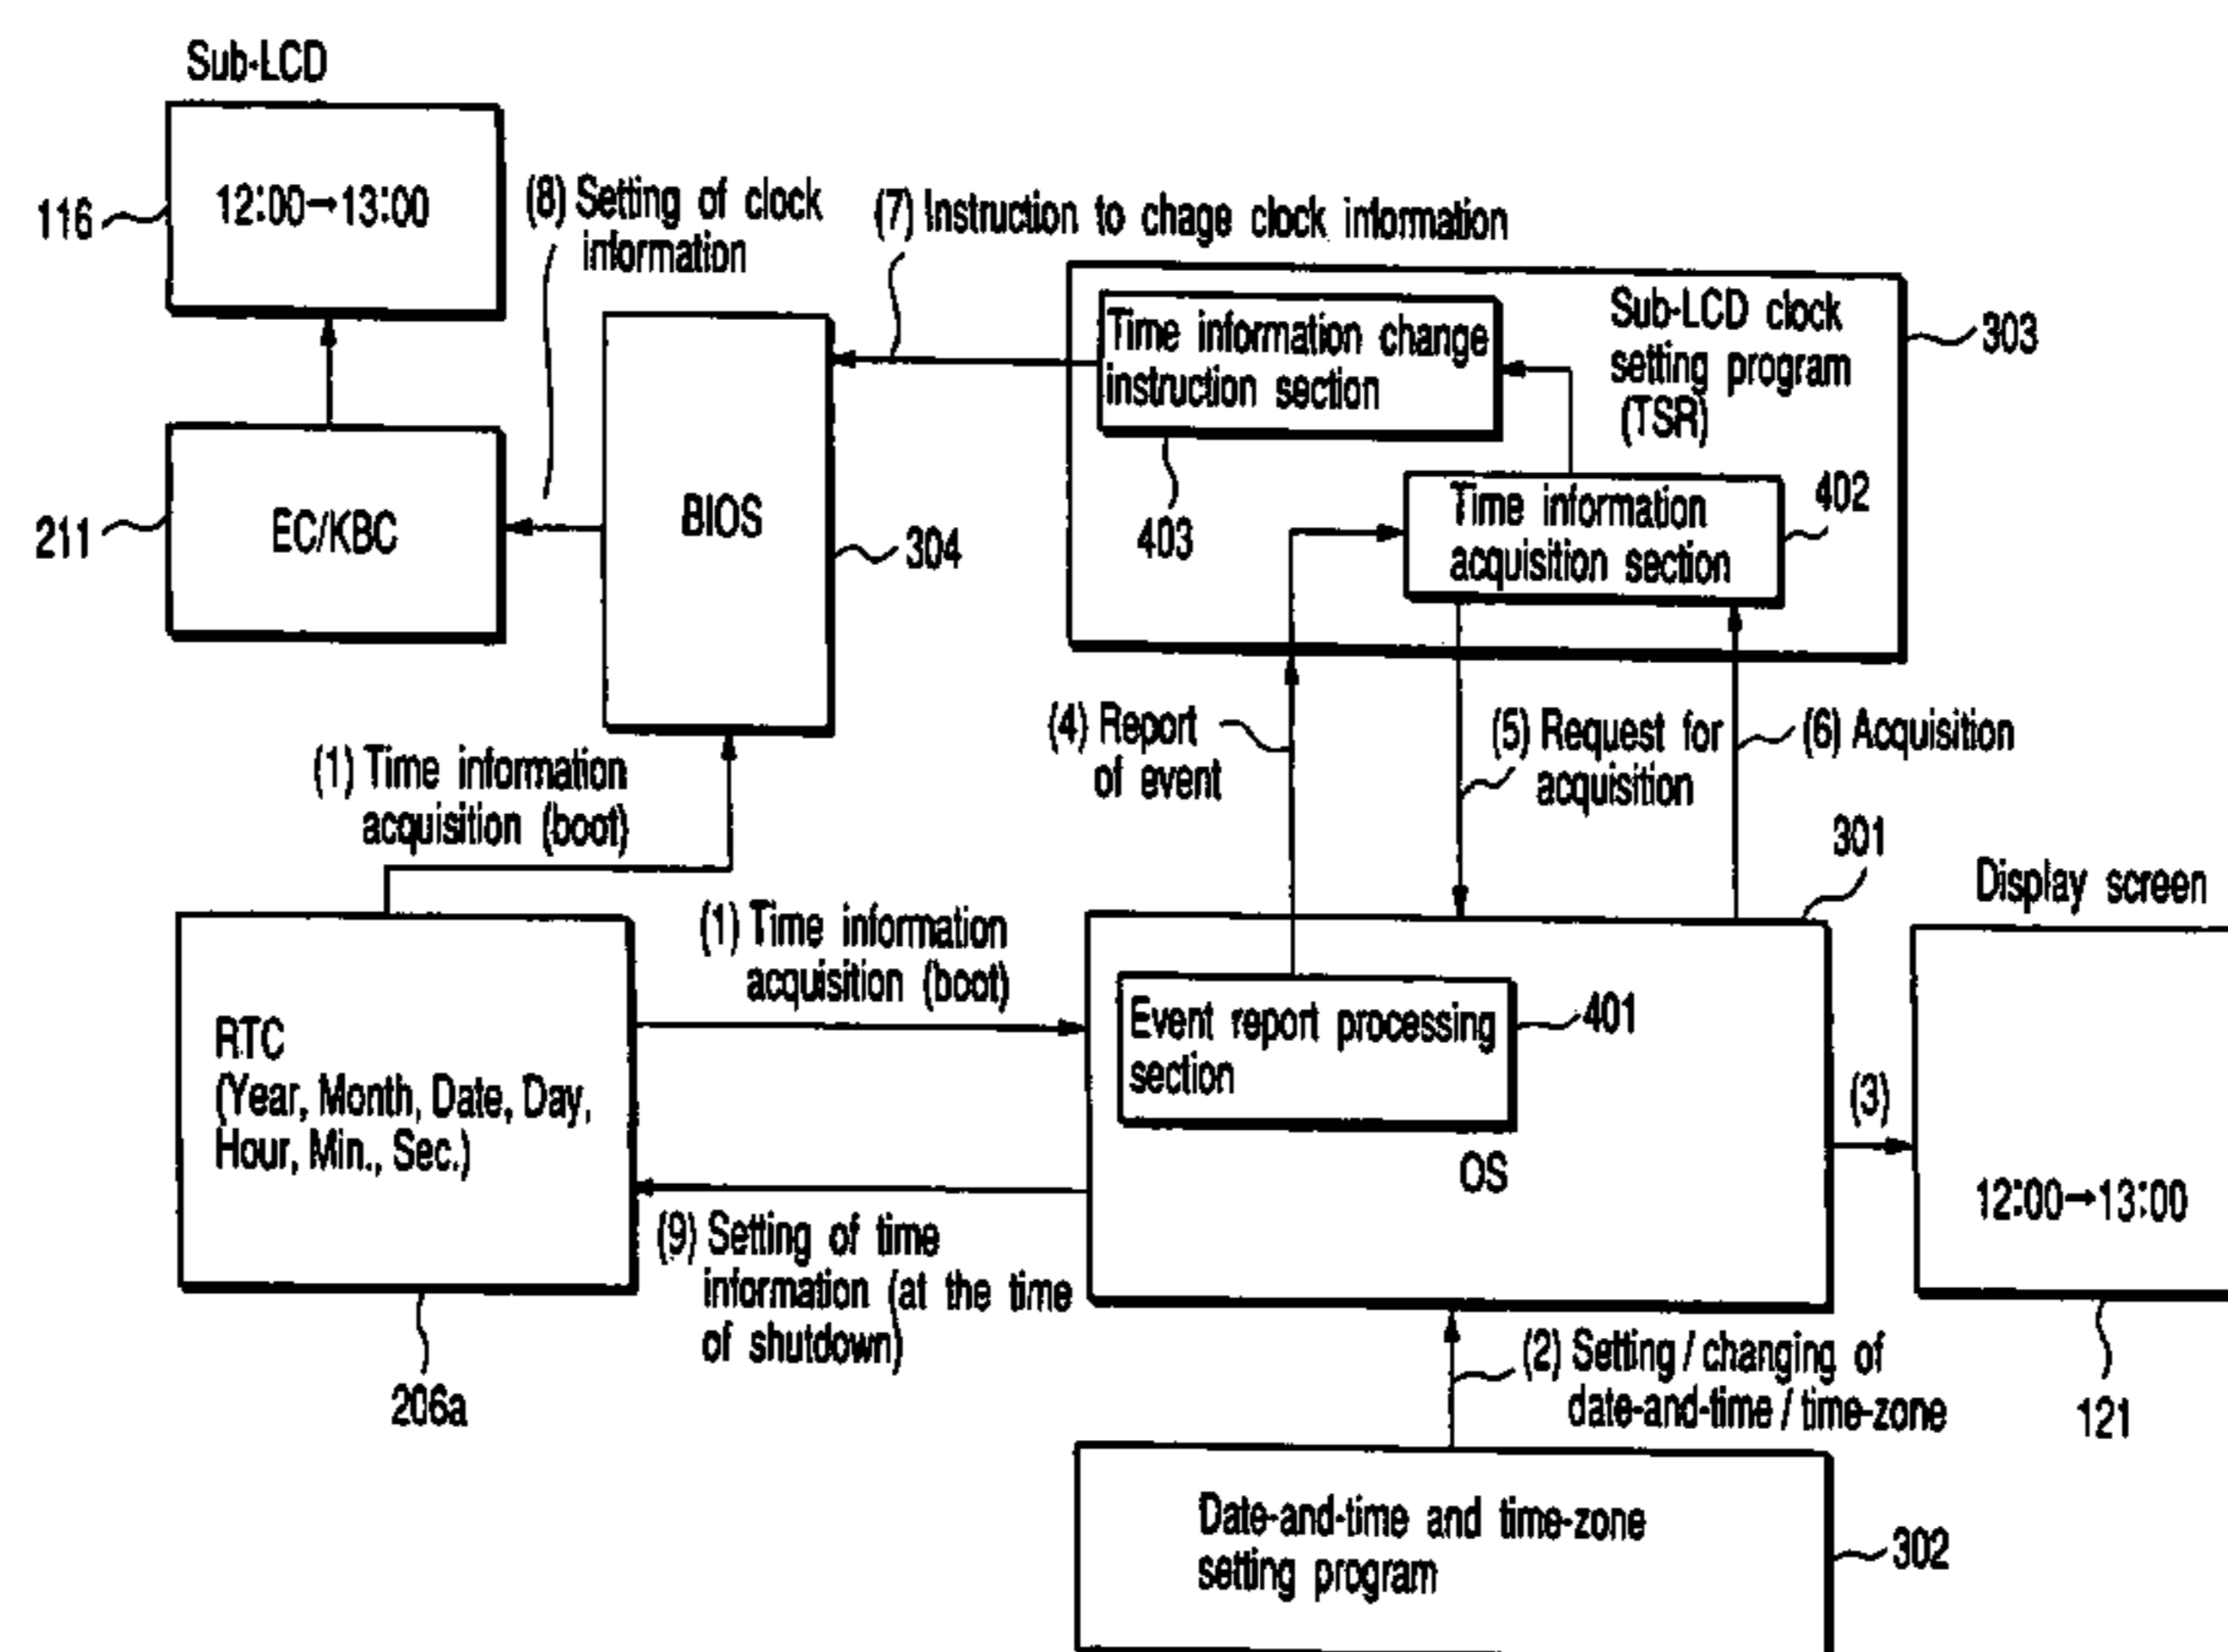 Sub-LCD
12:00→13:00
116
(8) Setting of clock
information
(7) Instruction to chage clock information
Time information change
instruction section
Sub-LCD clock
setting program
(TSR)
303
EC/KBC
211
BIOS
304
403
Time information
acquisition section
402
(1) Time information
acquisition (boot)
(4) Report
of event
(5) Request for
acquisition
(6) Acquisition
301
Display screen
(1) Time information
acquisition (boot)
RTC
(Year, Month, Date, Day,
Hour, Min., Sec.)
Event report processing
section
401
OS
(3)
12:00→13:00
(9) Setting of time
information (at the time
of shutdown)
206a
(2) Setting / changing of
date-and-time / time-zone
121
Date-and-time and time-zone
setting program
302